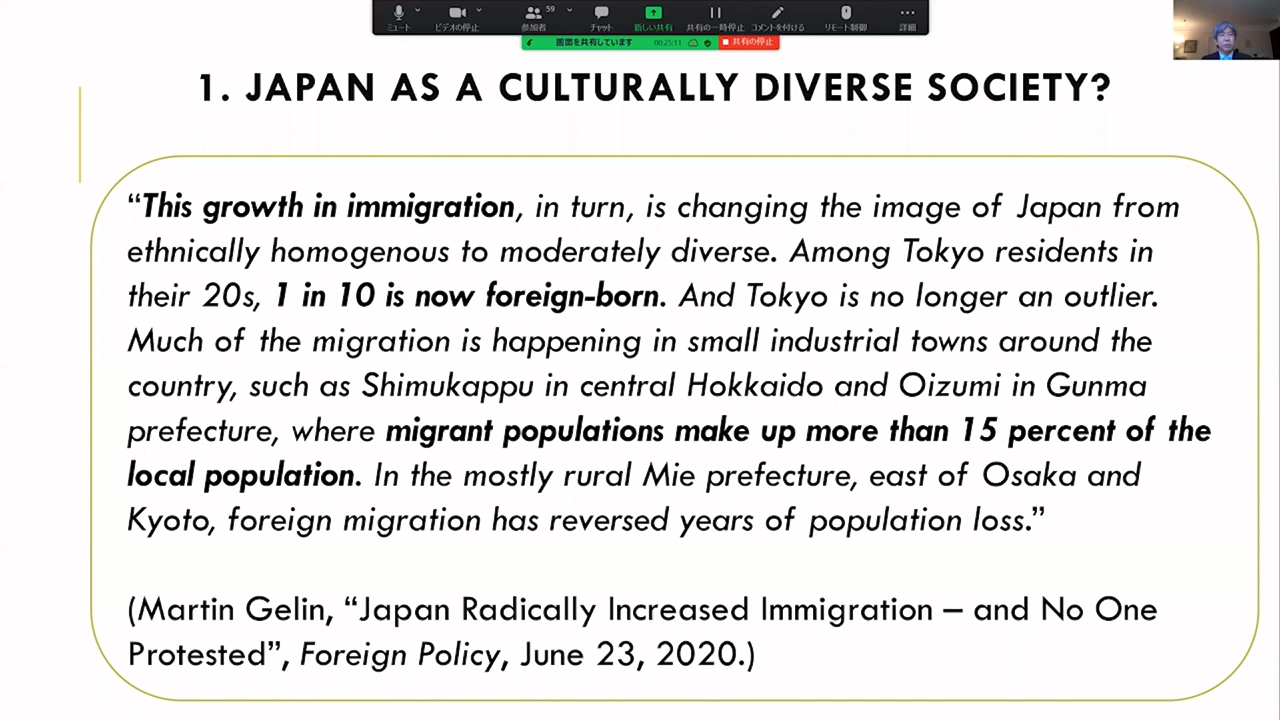 59
ミュート
ビデオの停止
参加者
チャット
新しい共有
共有の一時停止
コメントを付ける
リモート制御
詳細
画面を共有しています
00:25:11
共有の停止
1. JAPAN AS A CULTURALLY DIVERSE SOCIETY?
“This growth in immigration, in turn, is changing the image of Japan from
ethnically homogenous to moderately diverse. Among Tokyo residents in
their 20s, 1 in 10 is now foreign-born. And Tokyo is no longer an outlier.
Much of the migration is happening in small industrial towns around the
country, such as Shimukappu in central Hokkaido and Oizumi in Gunma
prefecture, where migrant populations make up more than 15 percent of the
local population. In the mostly rural Mie prefecture, east of Osaka and
Kyoto, foreign migration has reversed years of population loss.”
(Martin Gelin, “Japan Radically Increased Immigration – and No One
Protested”, Foreign Policy, June 23, 2020.)